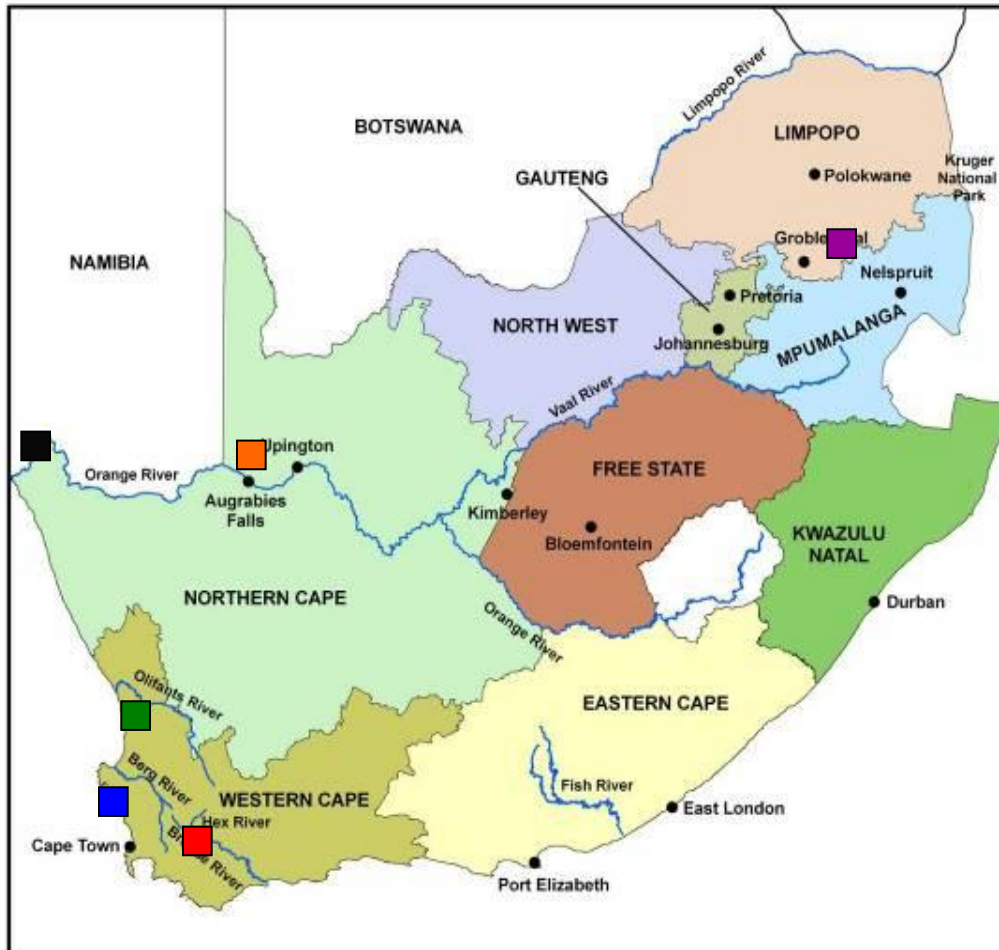 Limpopo River
BOTSWANA
LIMPOPO
Polokwane
Kruger
National
Park
GAUTENG
NAMIBIA
Nelspruit
Pretoria
NORTH WEST
Johannesburg
MPUMALANGA
Vaal River
Orange River
Augrabies
Falls
Kimberley
FREE STATE
Bloemfontein
KWAZULU
NATAL
Durban
NORTHERN CAPE
Orange River
Olifants River
EASTERN CAPE
Berg River
WESTERN CAPE
Fish River
Hex River
East London
Cape Town
River
Port Elizabeth